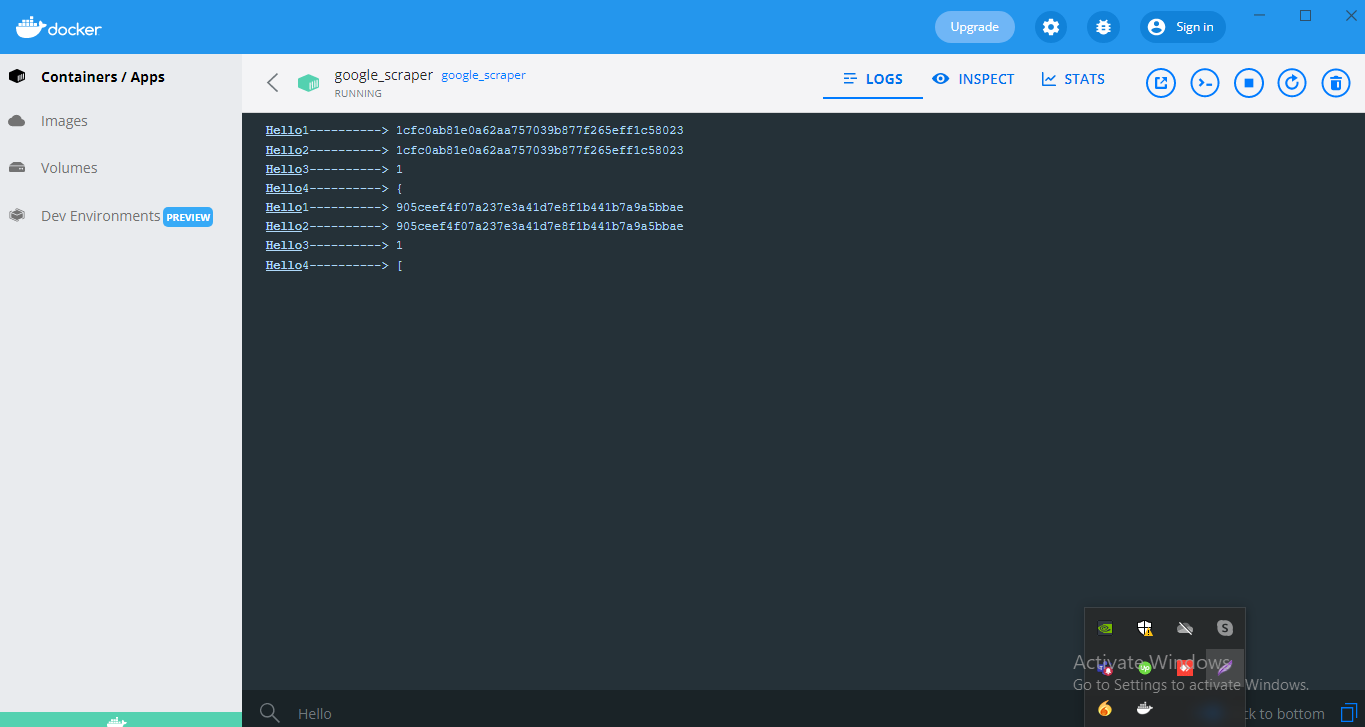 docker
Upgrade
Sign in
Containers / Apps
Images
Volumes
Dev Environments PREVIEW
google_scraper google_scraper
RUNNING
LOGS
INSPECT
STATS
Hello1----------> 1cfc0ab81e0a62aa757039b877f265eff1c58023
Hello2----------> 1cfc0ab81e0a62aa757039b877f265eff1c58023
Hello3----------> 1
Hello4----------> {
Hello1----------> 905ceef4f07a237e3a41d7e8f1b441b7a9a5bbae
Hello2----------> 905ceef4f07a237e3a41d7e8f1b441b7a9a5bbae
Hello3----------> 1
Hello4----------> [
S
up
Activate Windows
Go to Settings to activate Windows.
Hello
ck to bottom